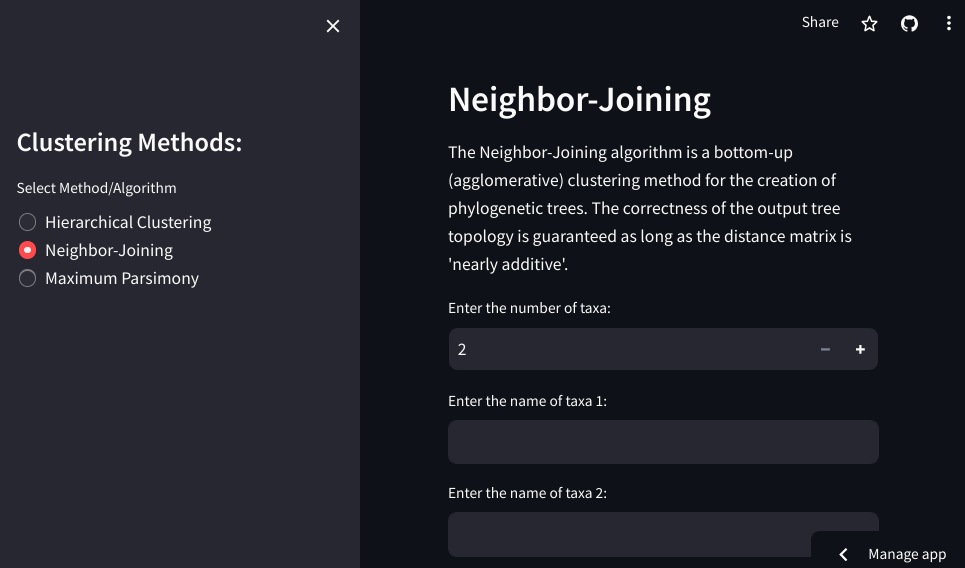 Share
Clustering Methods:
Select Method/Algorithm
Hierarchical Clustering
Neighbor-Joining
Maximum Parsimony
Neighbor-Joining
The Neighbor-Joining algorithm is a bottom-up
(agglomerative) clustering method for the creation of
phylogenetic trees. The correctness of the output tree
topology is guaranteed as long as the distance matrix is
'nearly additive'.
Enter the number of taxa:
2
Enter the name of taxa 1:
Enter the name of taxa 2:
Manage app